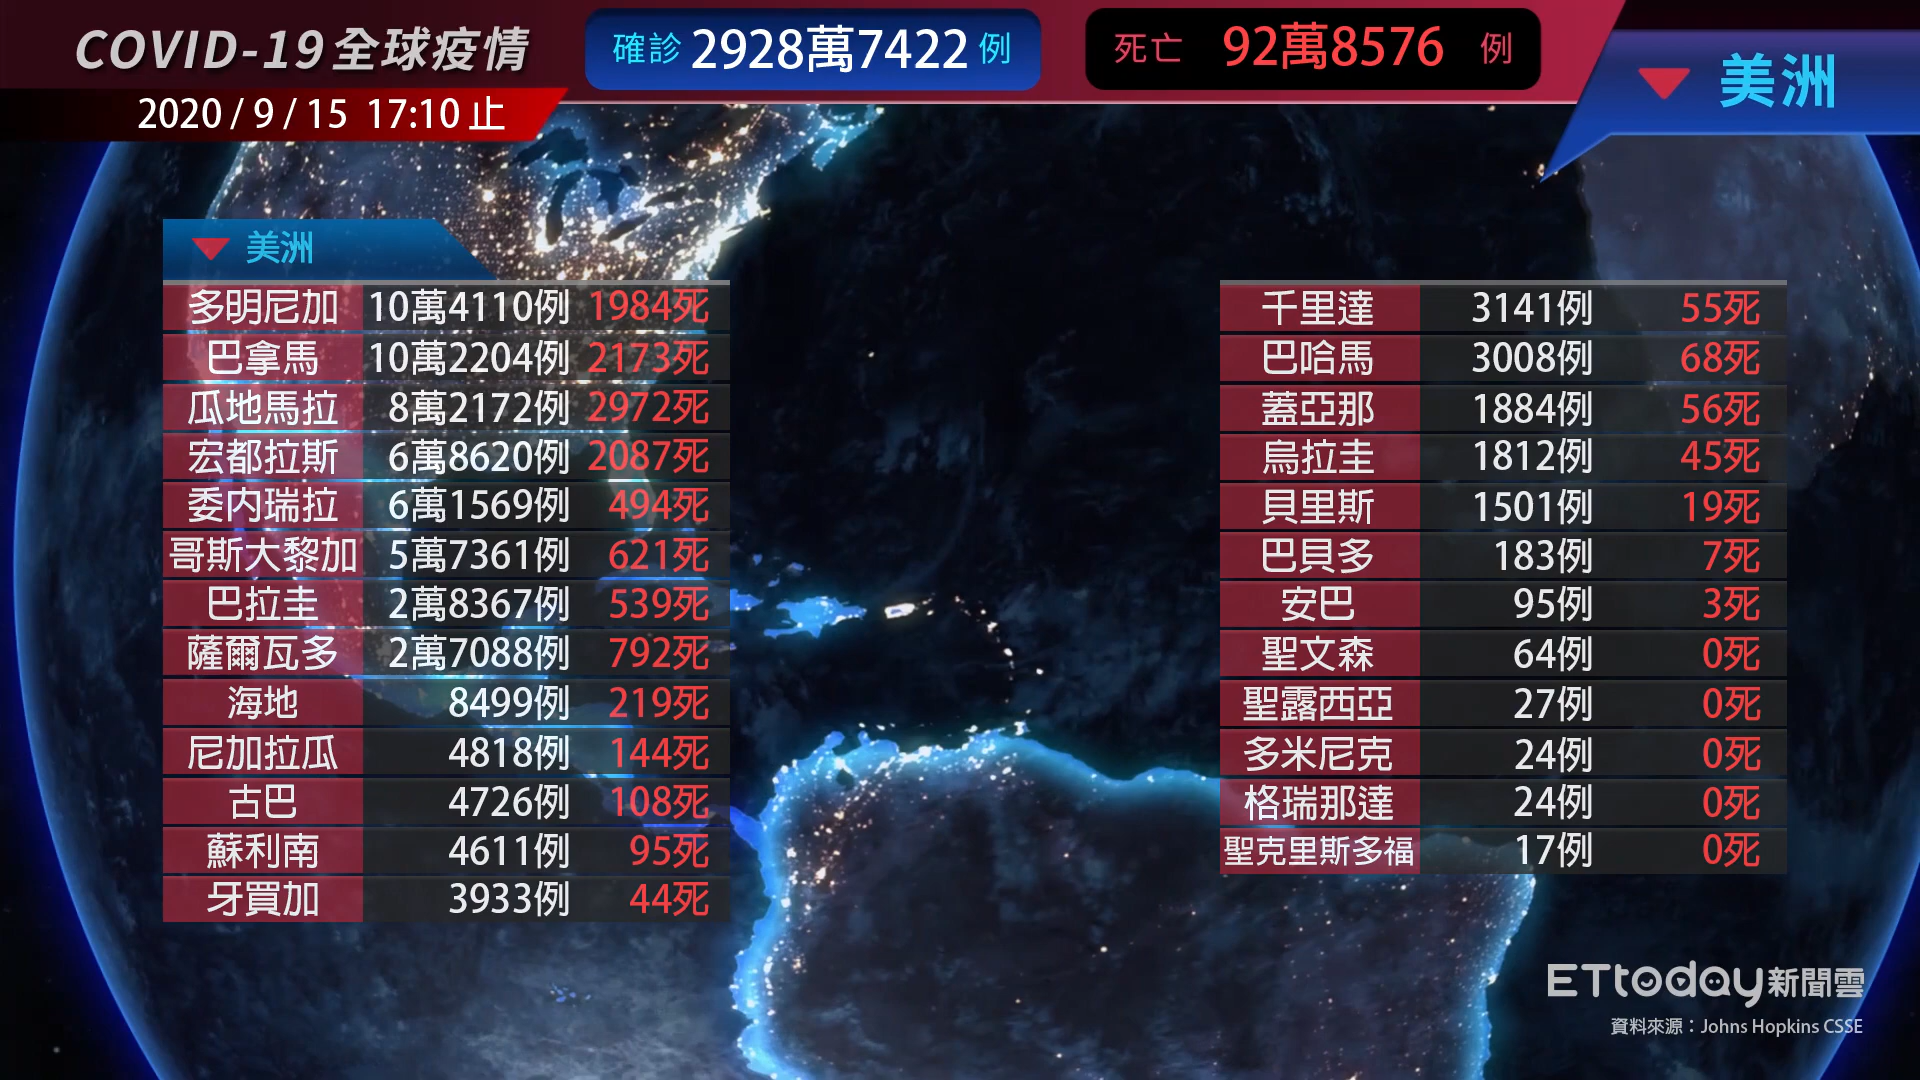 COVID-19全球疫情
確診 2928萬7422 例
死亡 92萬8576 例
美洲
2020 / 9 / 15 17:10 止
美洲
多明尼加 10萬4110例 1984死
巴拿馬 10萬2204例 2173死
瓜地馬拉 8萬2172例 2972死
宏都拉斯 6萬8620例 2087死
委內瑞拉 6萬1569例 494死
哥斯大黎加 5萬7361例 621死
巴拉圭 2萬8367例 539死
薩爾瓦多 2萬7088例 792死
海地 8499例 219死
尼加拉瓜 4818例 144死
古巴 4726例 108死
蘇利南 4611例 95死
牙買加 3933例 44死
千里達 3141例 55死
巴哈馬 3008例 68死
蓋亞那 1884例 56死
烏拉圭 1812例 45死
貝里斯 1501例 19死
巴貝多 183例 7死
安巴 95例 3死
聖文森 64例 0死
聖露西亞 27例 0死
多米尼克 24例 0死
格瑞那達 24例 0死
聖克里斯多福 17例 0死
ETtoday新聞雲
資料來源：Johns Hopkins CSSE